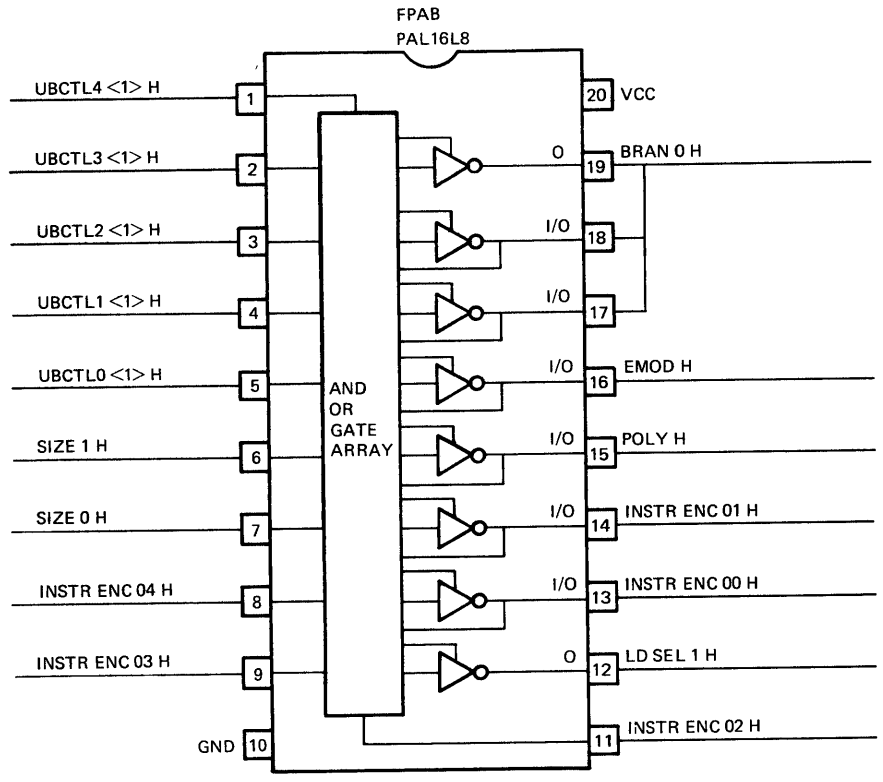 FPAB
PAL16L8
UBCTL4 <1> H
1
20 VCC
UBCTL3 <1> H
2
O
19
BRAN 0 H
UBCTL2 <1> H
3
I/O
18
UBCTL1 <1> H
4
I/O
17
UBCTL0 <1> H
5
I/O
16
EMOD H
AND
OR
GATE
ARRAY
SIZE 1 H
6
I/O
15
POLY H
SIZE 0 H
7
I/O
14
INSTR ENC 01 H
INSTR ENC 04 H
8
I/O
13
INSTR ENC 00 H
INSTR ENC 03 H
9
O
12
LD SEL 1 H
GND 10
11
INSTR ENC 02 H